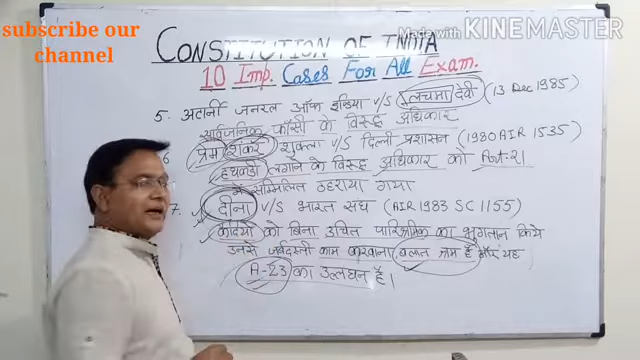 subscribe our
channel
Made with KINEMASTER
CONSTITUTION OF INDIA
10 Imp. Cases For All Exam.
5. अटार्नी जनरल ऑफ इण्डिया V/S लचमा देवी (13 Dec 1985)
सार्वजनिक फाँसी के विरुद्ध अधिकार
6 प्रेम शंकर शुक्ला V/S दिल्ली प्रशासन (1980 AIR 1535)
हथकड़ी लगाने के विरुद्ध अधिकार को Art-21
में सम्मिलित ठहराया गया
7. दीना V/S भारत संघ (AIR 1983 SC 1155)
कैदियों को बिना उचित पारिश्रमिक का भुगतान किये
उनसे जबरदस्ती काम करवाना बलात श्रम है और यह
A-23 का उल्लघन है।